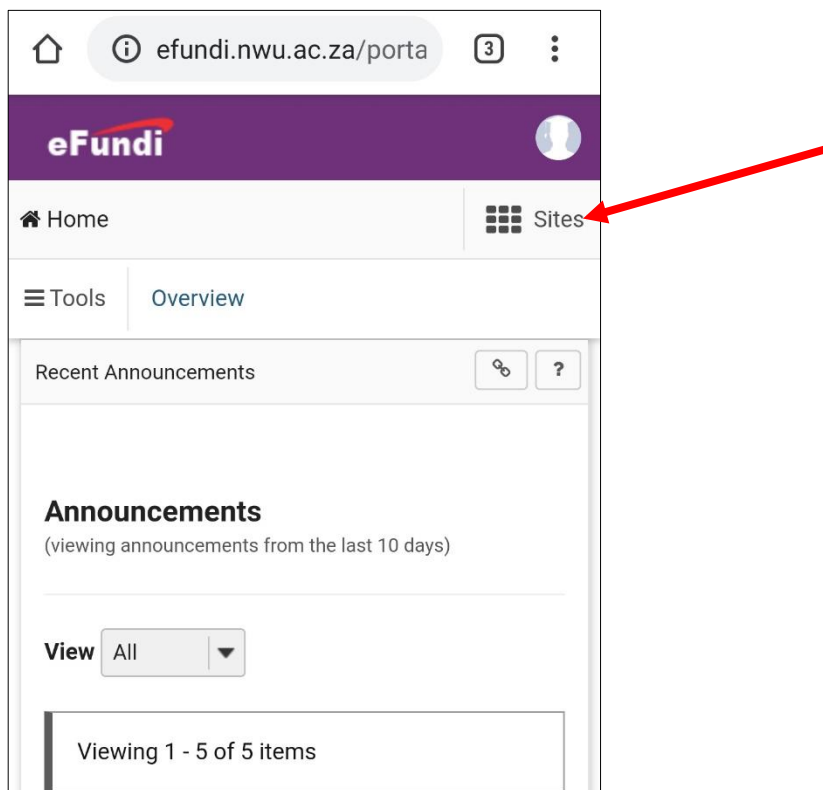 efundi.nwu.ac.za/porta 3
eFundi
Home Sites
Tools Overview
Recent Announcements ?
Announcements
(viewing announcements from the last 10 days)
View All
Viewing 1 - 5 of 5 items